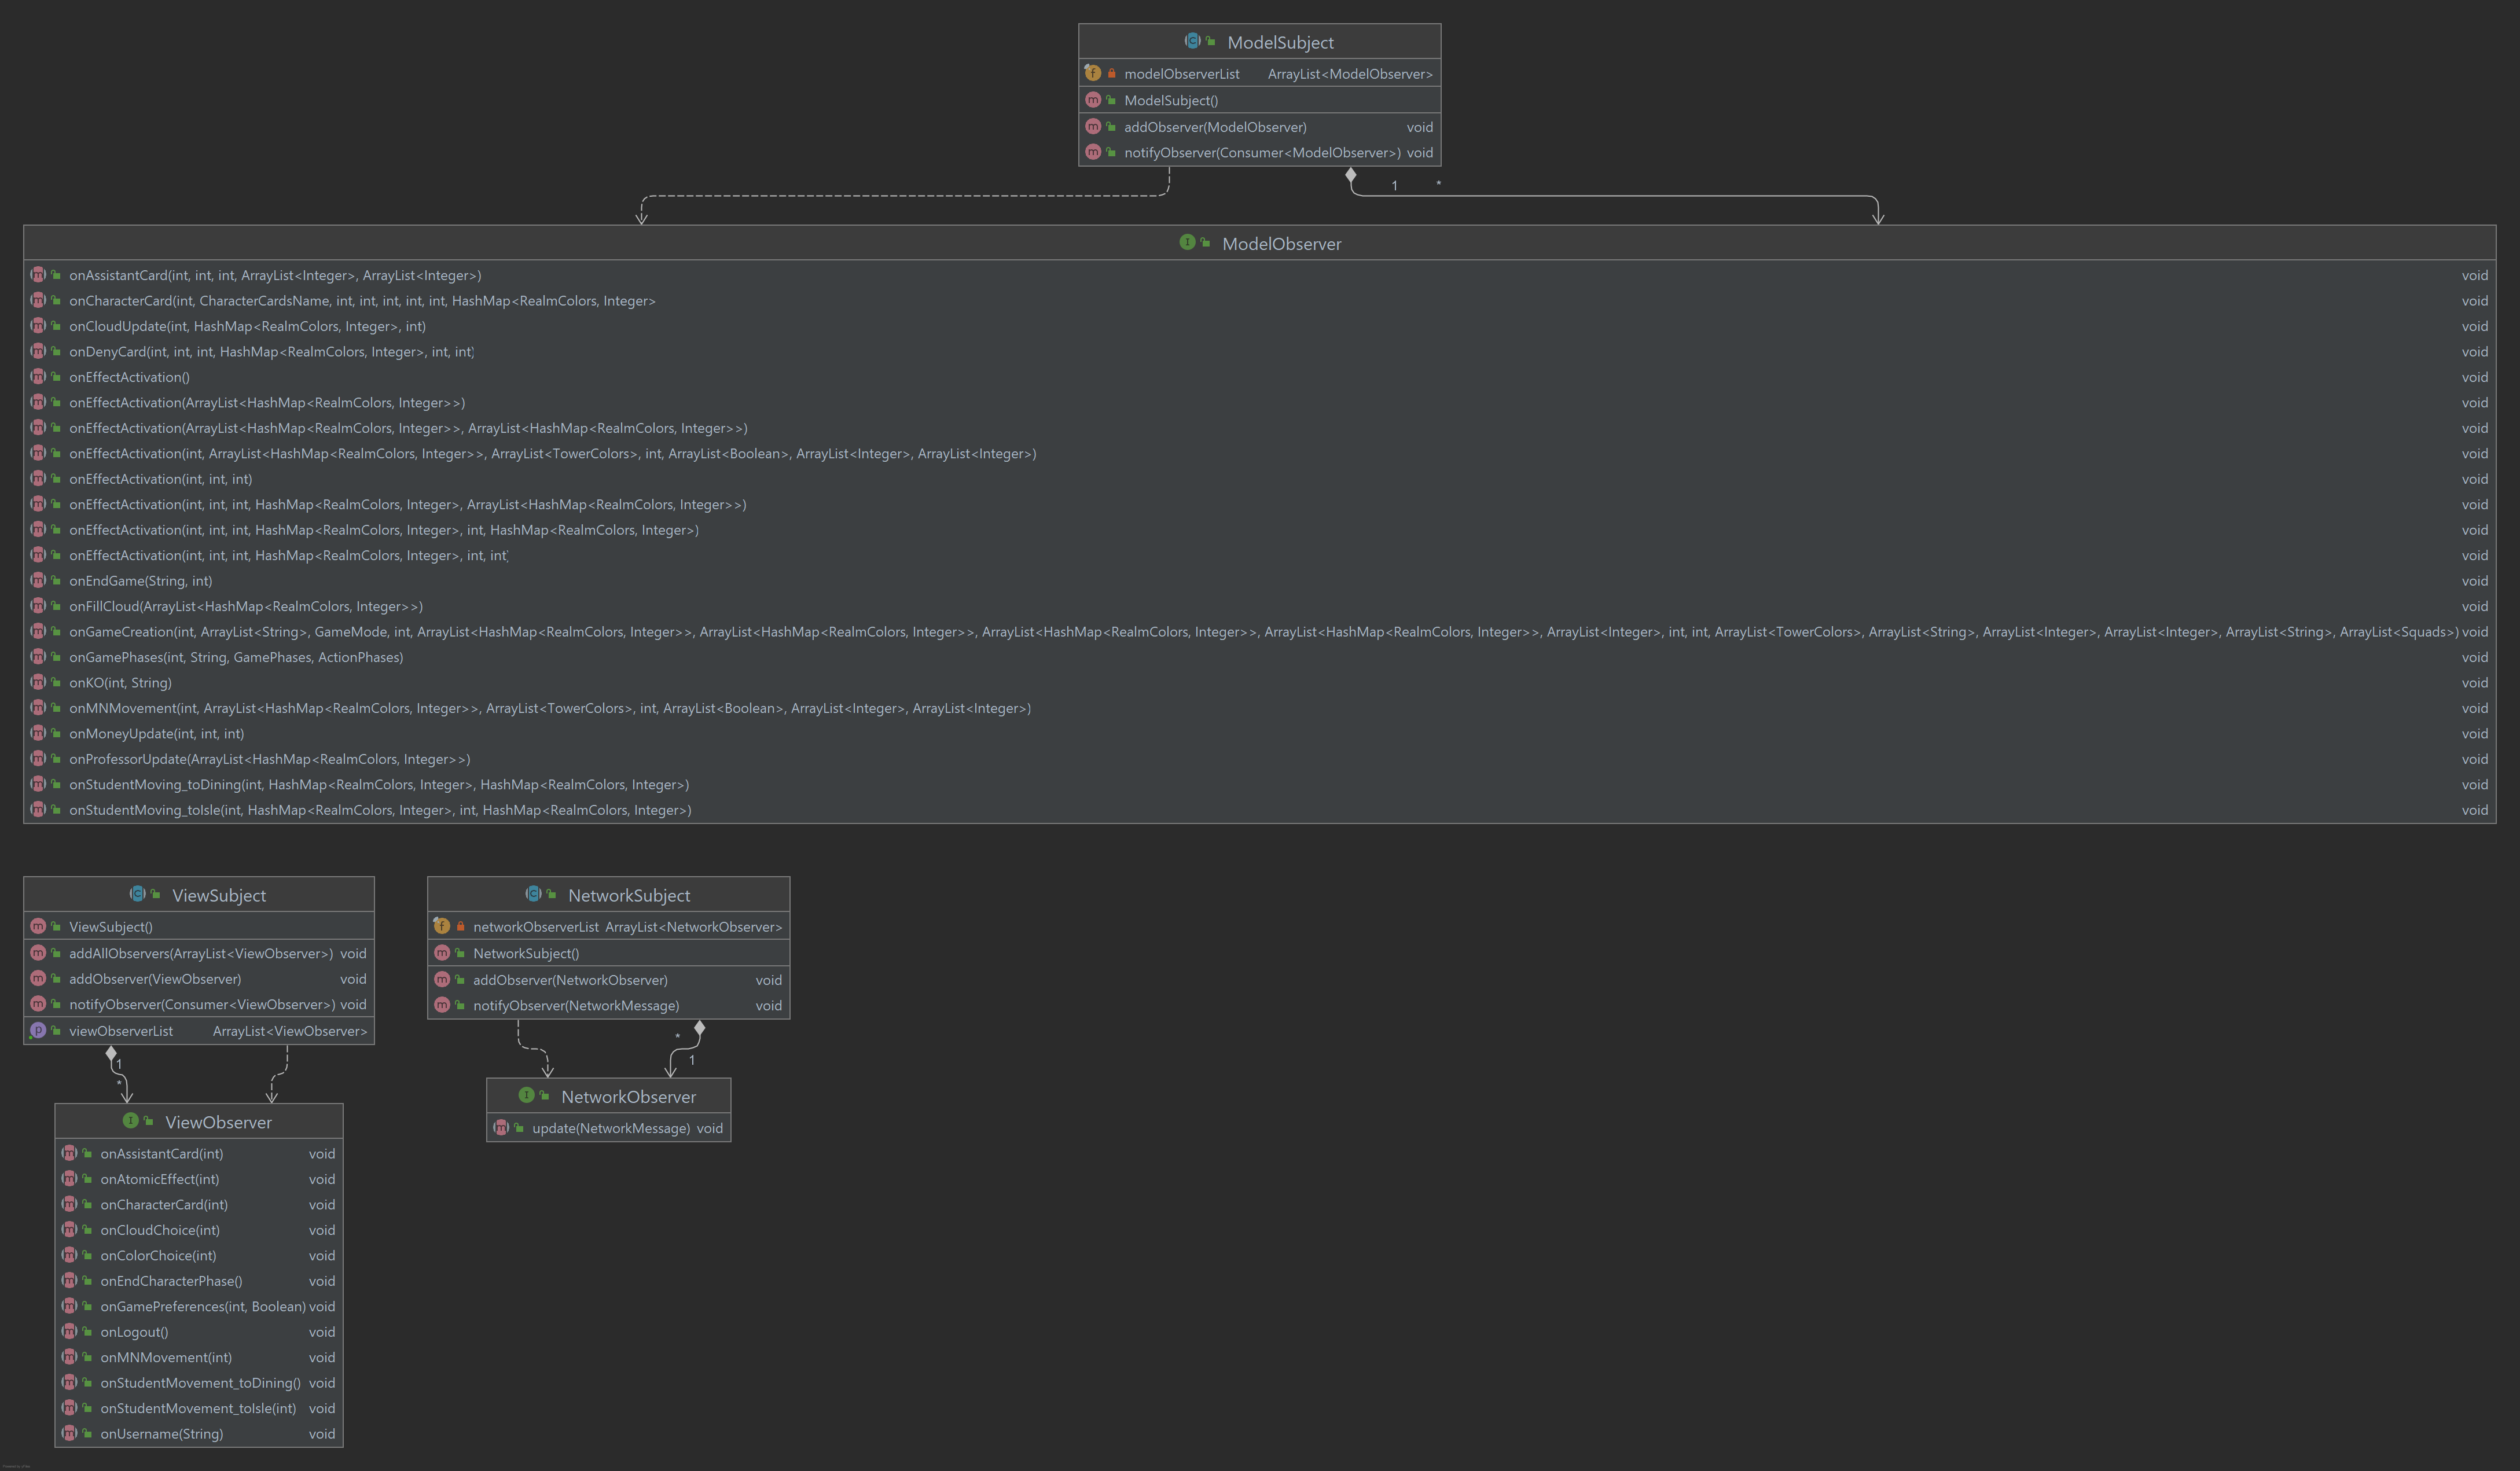 ModelSubject
modelObserverList ArrayList<ModelObserver>
ModelSubject()
addObserver(ModelObserver) void
notifyObserver(Consumer<ModelObserver>) void
1 *
ModelObserver
onAssistantCard(int, int, int, ArrayList<Integer>, ArrayList<Integer>) void
onCharacterCard(int, CharacterCardsName, int, int, int, int, int, HashMap<RealmColors, Integer> void
onCloudUpdate(int, HashMap<RealmColors, Integer>, int) void
onDenyCard(int, int, int, HashMap<RealmColors, Integer>, int, int) void
onEffectActivation() void
onEffectActivation(ArrayList<HashMap<RealmColors, Integer>>) void
onEffectActivation(ArrayList<HashMap<RealmColors, Integer>>, ArrayList<HashMap<RealmColors, Integer>>) void
onEffectActivation(int, ArrayList<HashMap<RealmColors, Integer>>, ArrayList<TowerColors>, int, ArrayList<Boolean>, ArrayList<Integer>, ArrayList<Integer>) void
onEffectActivation(int, int, int) void
onEffectActivation(int, int, int, HashMap<RealmColors, Integer>, ArrayList<HashMap<RealmColors, Integer>>) void
onEffectActivation(int, int, int, HashMap<RealmColors, Integer>, int, HashMap<RealmColors, Integer>) void
onEffectActivation(int, int, int, HashMap<RealmColors, Integer>, int, int) void
onEndGame(String, int) void
onFillCloud(ArrayList<HashMap<RealmColors, Integer>>) void
onGameCreation(int, ArrayList<String>, GameMode, int, ArrayList<HashMap<RealmColors, Integer>>, ArrayList<HashMap<RealmColors, Integer>>, ArrayList<HashMap<RealmColors, Integer>>, ArrayList<HashMap<RealmColors, Integer>>, ArrayList<Integer>, int, int, ArrayList<TowerColors>, ArrayList<String>, ArrayList<Integer>, ArrayList<Integer>, ArrayList<String>, ArrayList<Squads>) void
onGamePhases(int, String, GamePhases, ActionPhases) void
onKO(int, String) void
onMNMovement(int, ArrayList<HashMap<RealmColors, Integer>>, ArrayList<TowerColors>, int, ArrayList<Boolean>, ArrayList<Integer>, ArrayList<Integer>) void
onMoneyUpdate(int, int, int) void
onProfessorUpdate(ArrayList<HashMap<RealmColors, Integer>>) void
onStudentMoving_toDining(int, HashMap<RealmColors, Integer>, HashMap<RealmColors, Integer>) void
onStudentMoving_toIsle(int, HashMap<RealmColors, Integer>, int, HashMap<RealmColors, Integer>) void
ViewSubject
ViewSubject()
addAllObservers(ArrayList<ViewObserver>) void
addObserver(ViewObserver) void
notifyObserver(Consumer<ViewObserver>) void
viewObserverList ArrayList<ViewObserver>
1
*
ViewObserver
onAssistantCard(int) void
onAtomicEffect(int) void
onCharacterCard(int) void
onCloudChoice(int) void
onColorChoice(int) void
onEndCharacterPhase() void
onGamePreferences(int, Boolean) void
onLogout() void
onMNMovement(int) void
onStudentMovement_toDining() void
onStudentMovement_toIsle(int) void
onUsername(String) void
NetworkSubject
networkObserverList ArrayList<NetworkObserver>
NetworkSubject()
addObserver(NetworkObserver) void
notifyObserver(NetworkMessage) void
*
1
NetworkObserver
update(NetworkMessage) void